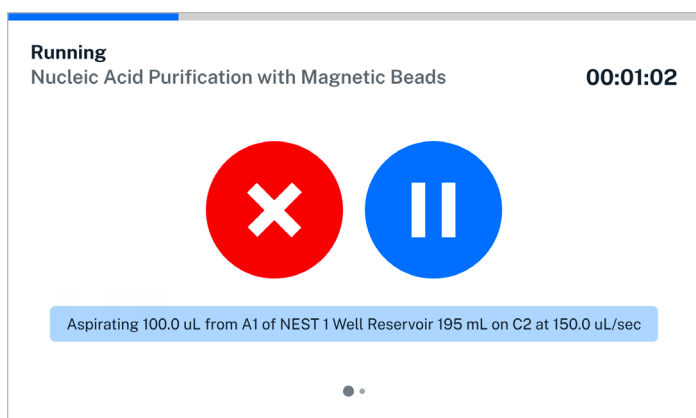 Running
Nucleic Acid Purification with Magnetic Beads
00:01:02
Aspirating 100.0 uL from A1 of NEST 1 Well Reservoir 195 mL on C2 at 150.0 uL/sec